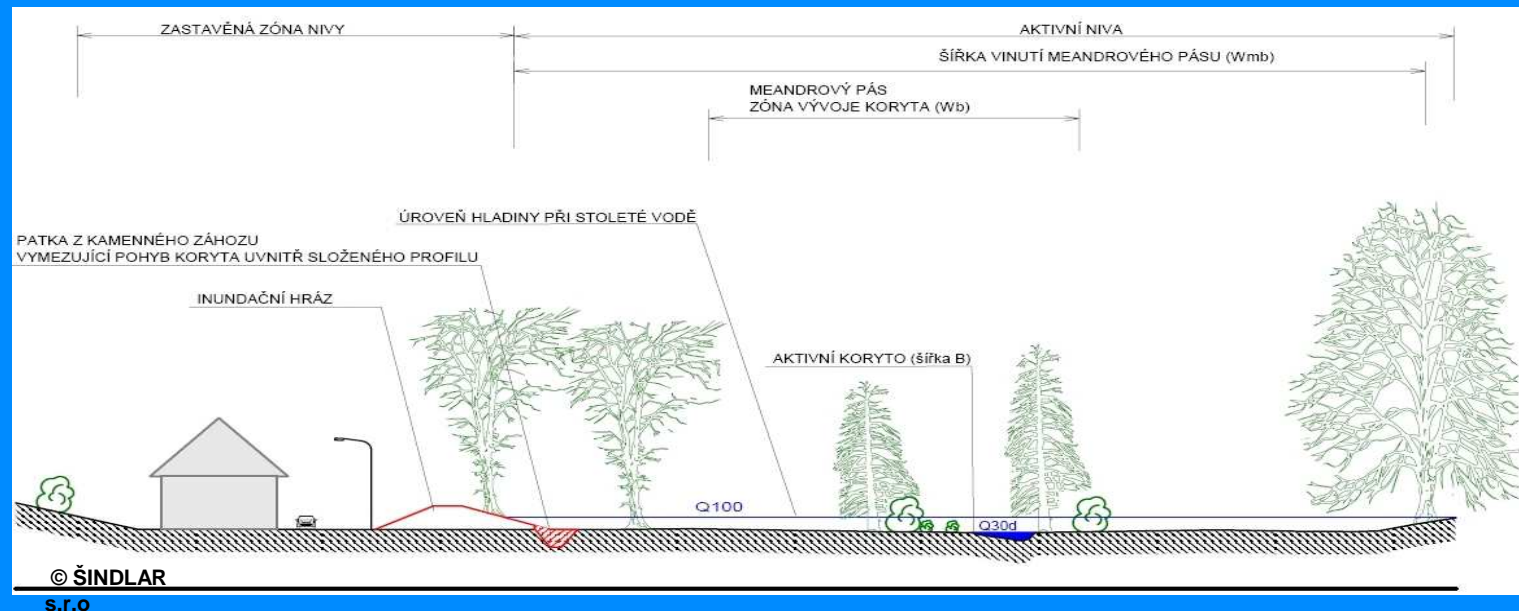 ZASTAVĚNÁ ZÓNA NIVY
AKTIVNÍ NIVA
ŠÍŘKA VINUTÍ MEANDROVÉHO PÁSU (Wmb)
MEANDROVÝ PÁS
ZÓNA VÝVOJE KORYTA (Wb)
ÚROVEŇ HLADINY PŘI STOLETÉ VODĚ
PATKA Z KAMENNÉHO ZÁHOZU
VYMEZUJÍCÍ POHYB KORYTA UVNITŘ SLOŽENÉHO PROFILU
INUNDAČNÍ HRÁZ
AKTIVNÍ KORYTO (šířka B)
Q100
Q30d
© ŠINDLAR
s.r.o